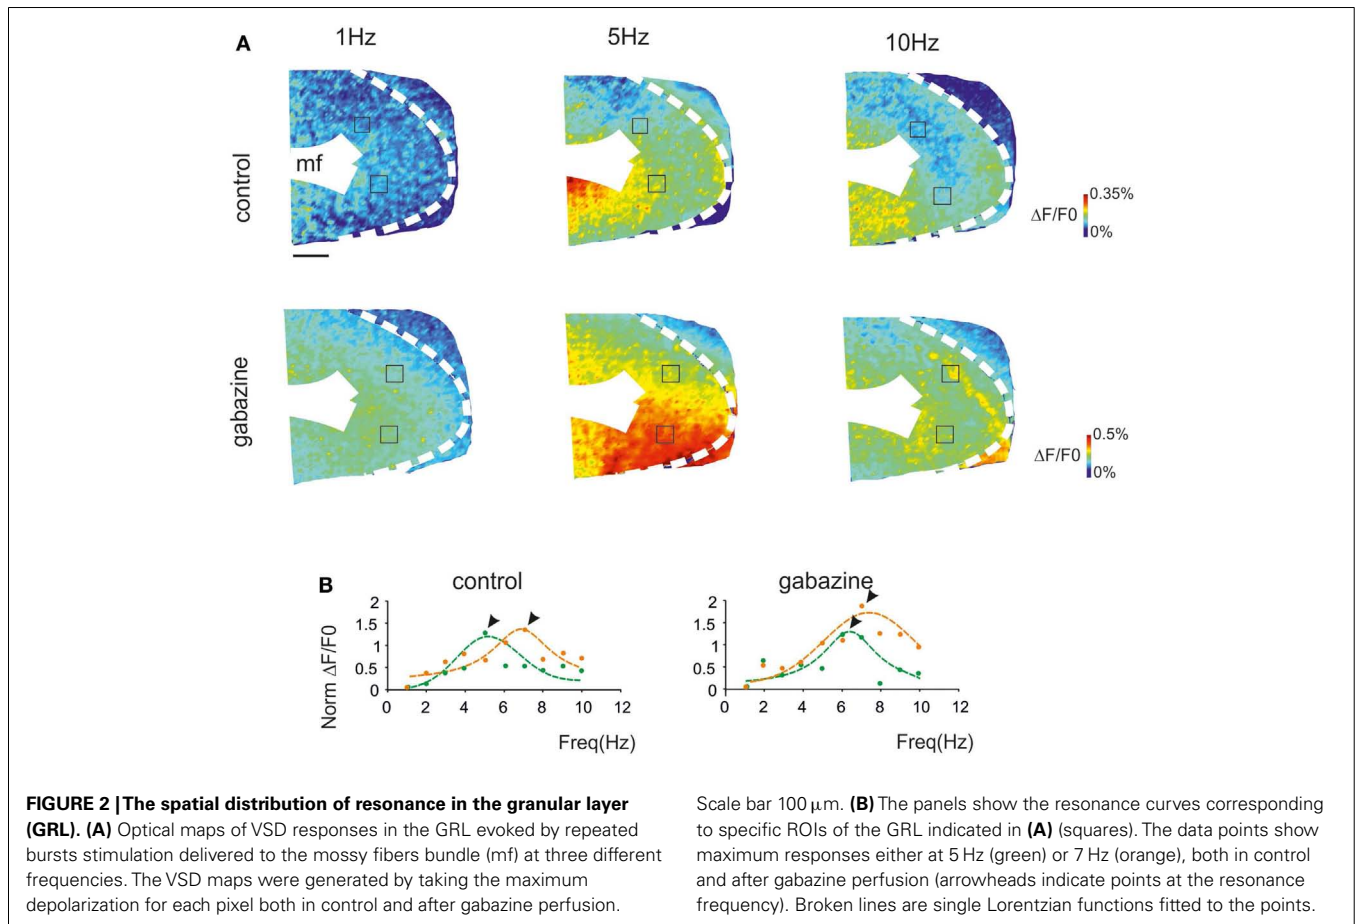 A
1Hz
5Hz
10Hz
control
mf
0.35%
ΔF/F0
0%
gabazine
0.5%
ΔF/F0
0%
B
control
gabazine
Norm ΔF/F0
2
1.5
1
0.5
0
0 2 4 6 8 10 12
Freq(Hz)
2
1.5
1
0.5
0
0 2 4 6 8 10 12
Freq(Hz)
FIGURE 2 | The spatial distribution of resonance in the granular layer
(GRL). (A) Optical maps of VSD responses in the GRL evoked by repeated
bursts stimulation delivered to the mossy fibers bundle (mf) at three different
frequencies. The VSD maps were generated by taking the maximum
depolarization for each pixel both in control and after gabazine perfusion.
Scale bar 100 μm. (B) The panels show the resonance curves corresponding
to specific ROIs of the GRL indicated in (A) (squares). The data points show
maximum responses either at 5 Hz (green) or 7 Hz (orange), both in control
and after gabazine perfusion (arrowheads indicate points at the resonance
frequency). Broken lines are single Lorentzian functions fitted to the points.